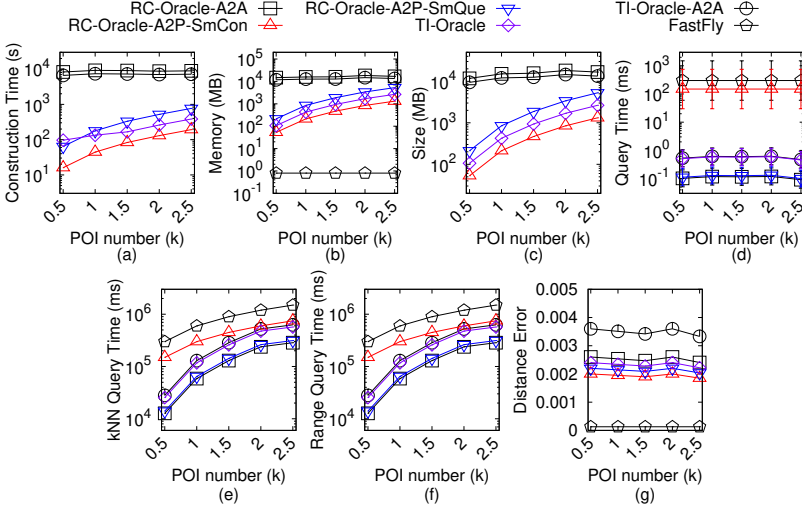 RC-Oracle-A2A RC-Oracle-A2P-SmQue TI-Oracle-A2A
RC-Oracle-A2P-SmCon TI-Oracle FastFly
Construction Time (s)
10^4
10^3
10^2
10^1
0.5 1 1.5 2 2.5
POI number (k)
(a)
Memory (MB)
10^5
10^4
10^3
10^2
10^1
10^0
10^-1
0.5 1 1.5 2 2.5
POI number (k)
(b)
Size (MB)
10^4
10^3
10^2
0.5 1 1.5 2 2.5
POI number (k)
(c)
Query Time (ms)
10^3
10^2
10^1
10^0
10^-1
0.5 1 1.5 2 2.5
POI number (k)
(d)
kNN Query Time (ms)
10^6
10^5
10^4
0.5 1 1.5 2 2.5
POI number (k)
(e)
Range Query Time (ms)
10^6
10^5
10^4
0.5 1 1.5 2 2.5
POI number (k)
(f)
Distance Error
0.005
0.004
0.003
0.002
0.001
0
0.5 1 1.5 2 2.5
POI number (k)
(g)